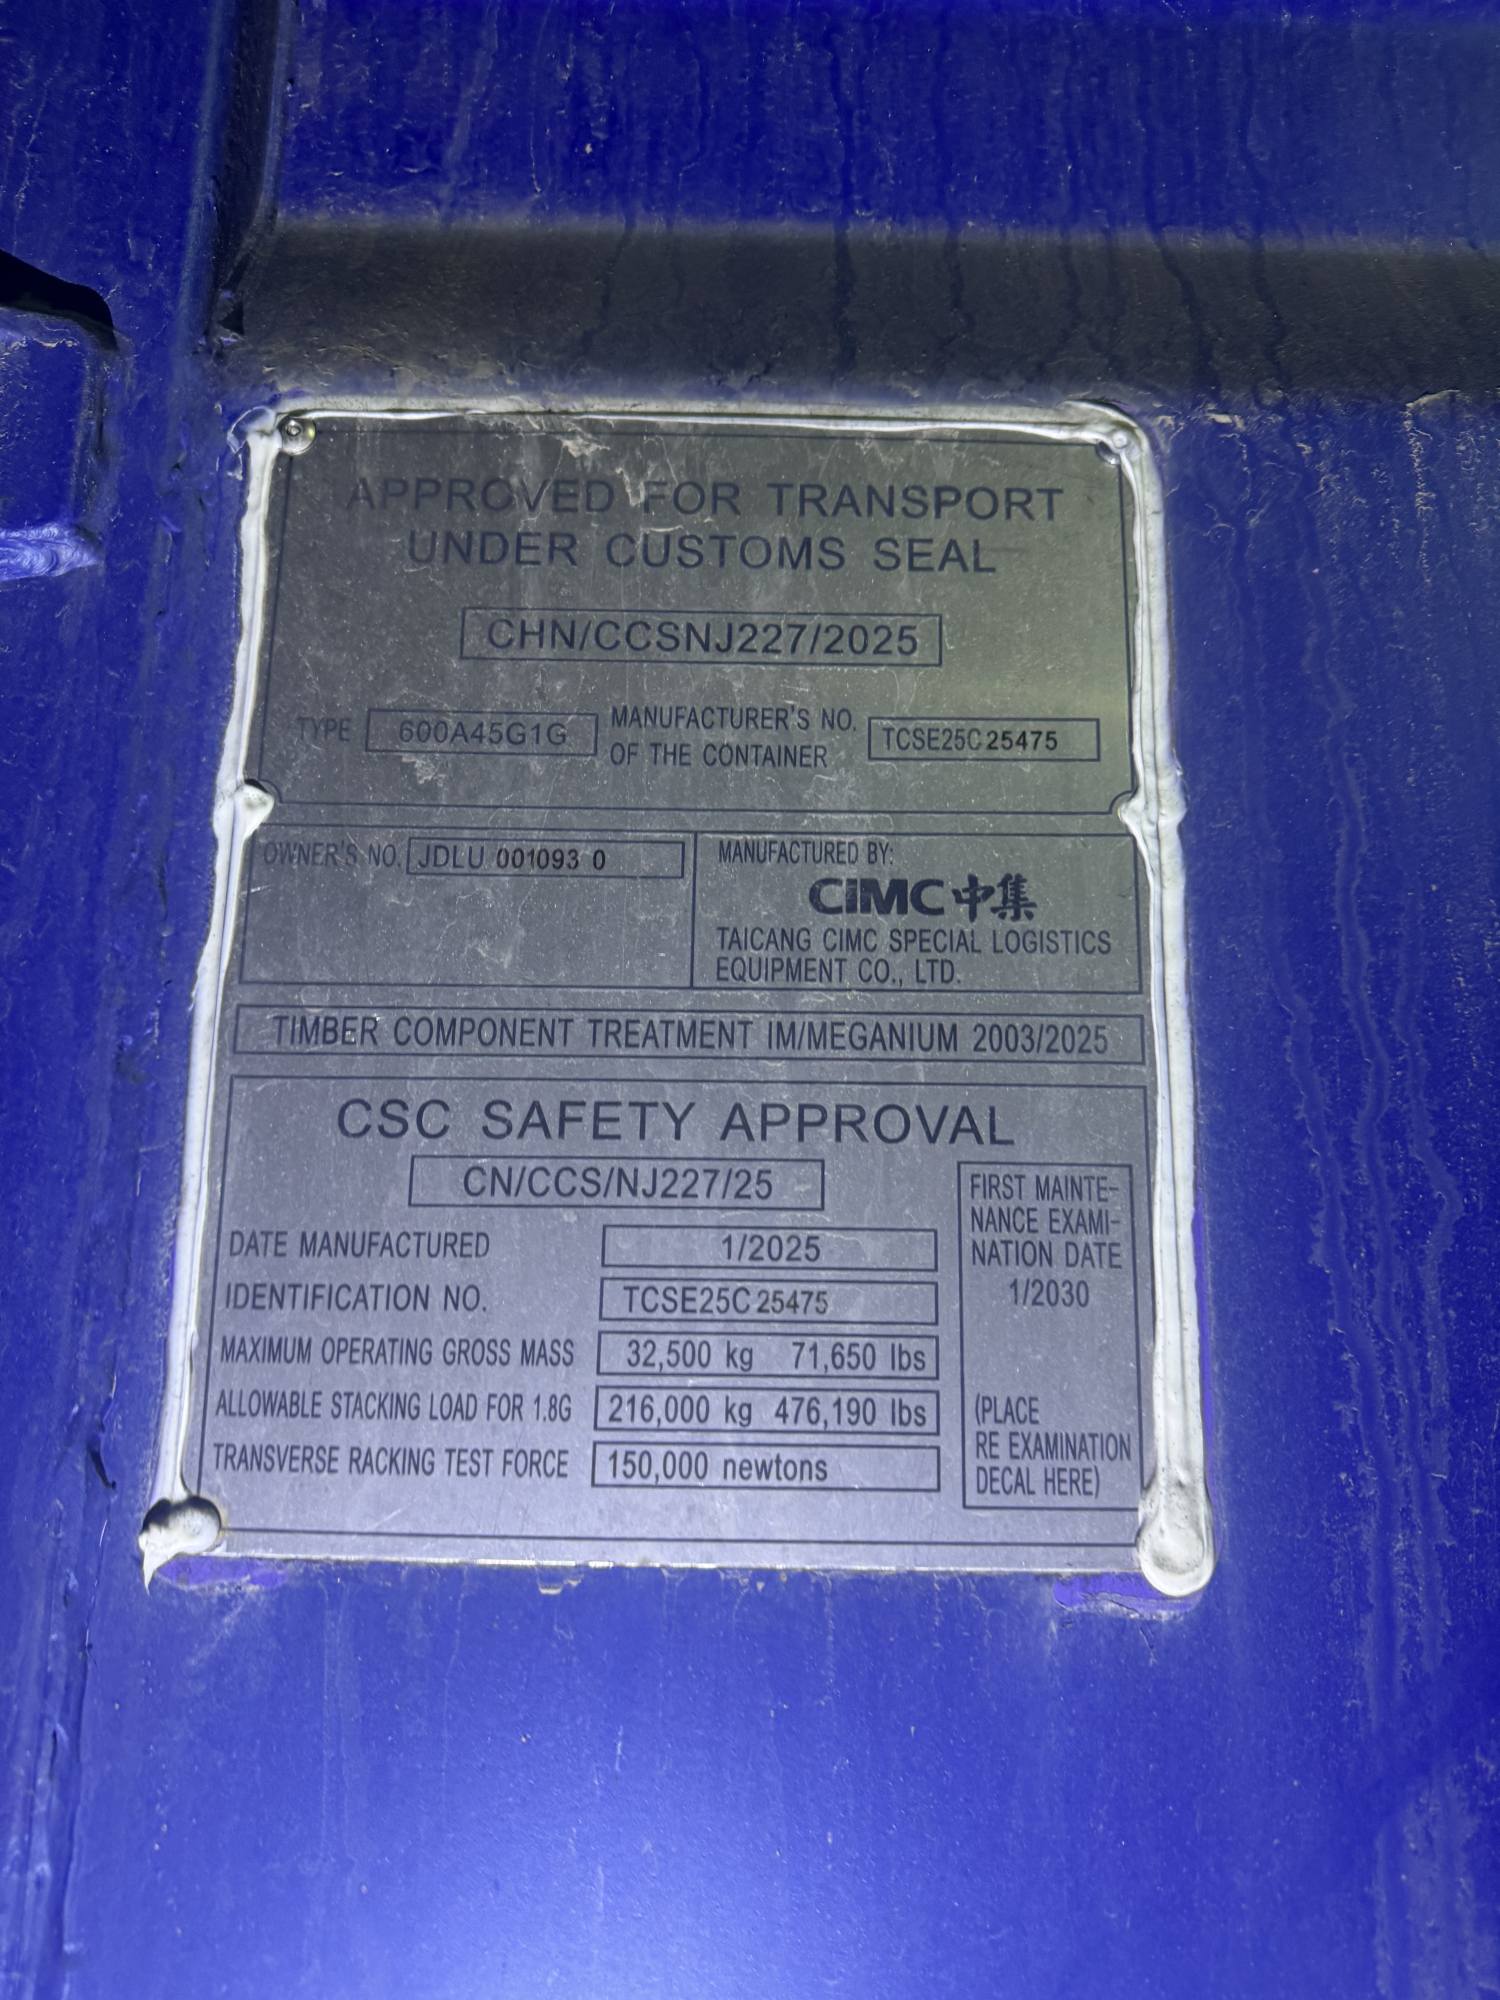 APPROVED FOR TRANSPORT
UNDER CUSTOMS SEAL
CHN/CCSNJ227/2025
TYPE 600A45G1G
MANUFACTURER'S NO.
OF THE CONTAINER
TCSE25C25475
OWNER'S NO. JDLU 001093 0
MANUFACTURED BY:
CIMC中集
TAICANG CIMC SPECIAL LOGISTICS
EQUIPMENT CO., LTD.
TIMBER COMPONENT TREATMENT IM/MEGANIUM 2003/2025
CSC SAFETY APPROVAL
CN/CCS/NJ227/25
DATE MANUFACTURED 1/2025
IDENTIFICATION NO. TCSE25C25475
MAXIMUM OPERATING GROSS MASS 32,500 kg 71,650 lbs
ALLOWABLE STACKING LOAD FOR 1.8G 216,000 kg 476,190 lbs
TRANSVERSE RACKING TEST FORCE 150,000 newtons
FIRST MAINTE-
NANCE EXAMI-
NATION DATE
1/2030
(PLACE
RE EXAMINATION
DECAL HERE)